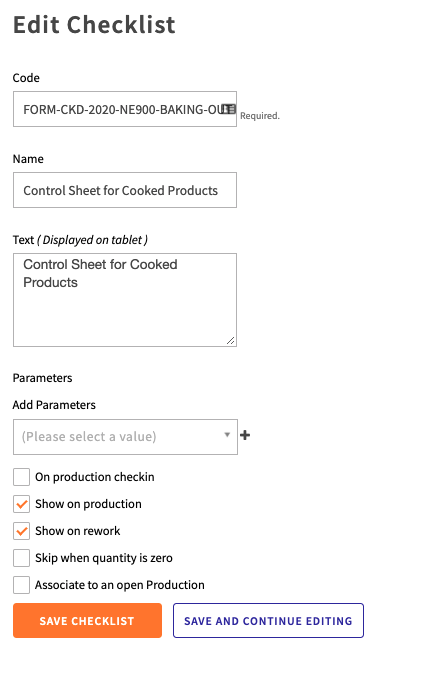 Edit Checklist
Code
FORM-CKD-2020-NE900-BAKING-OU
Required.
Name
Control Sheet for Cooked Products
Text ( Displayed on tablet )
Control Sheet for Cooked
Products
Parameters
Add Parameters
(Please select a value)
On production checkin
Show on production
Show on rework
Skip when quantity is zero
Associate to an open Production
SAVE CHECKLIST
SAVE AND CONTINUE EDITING